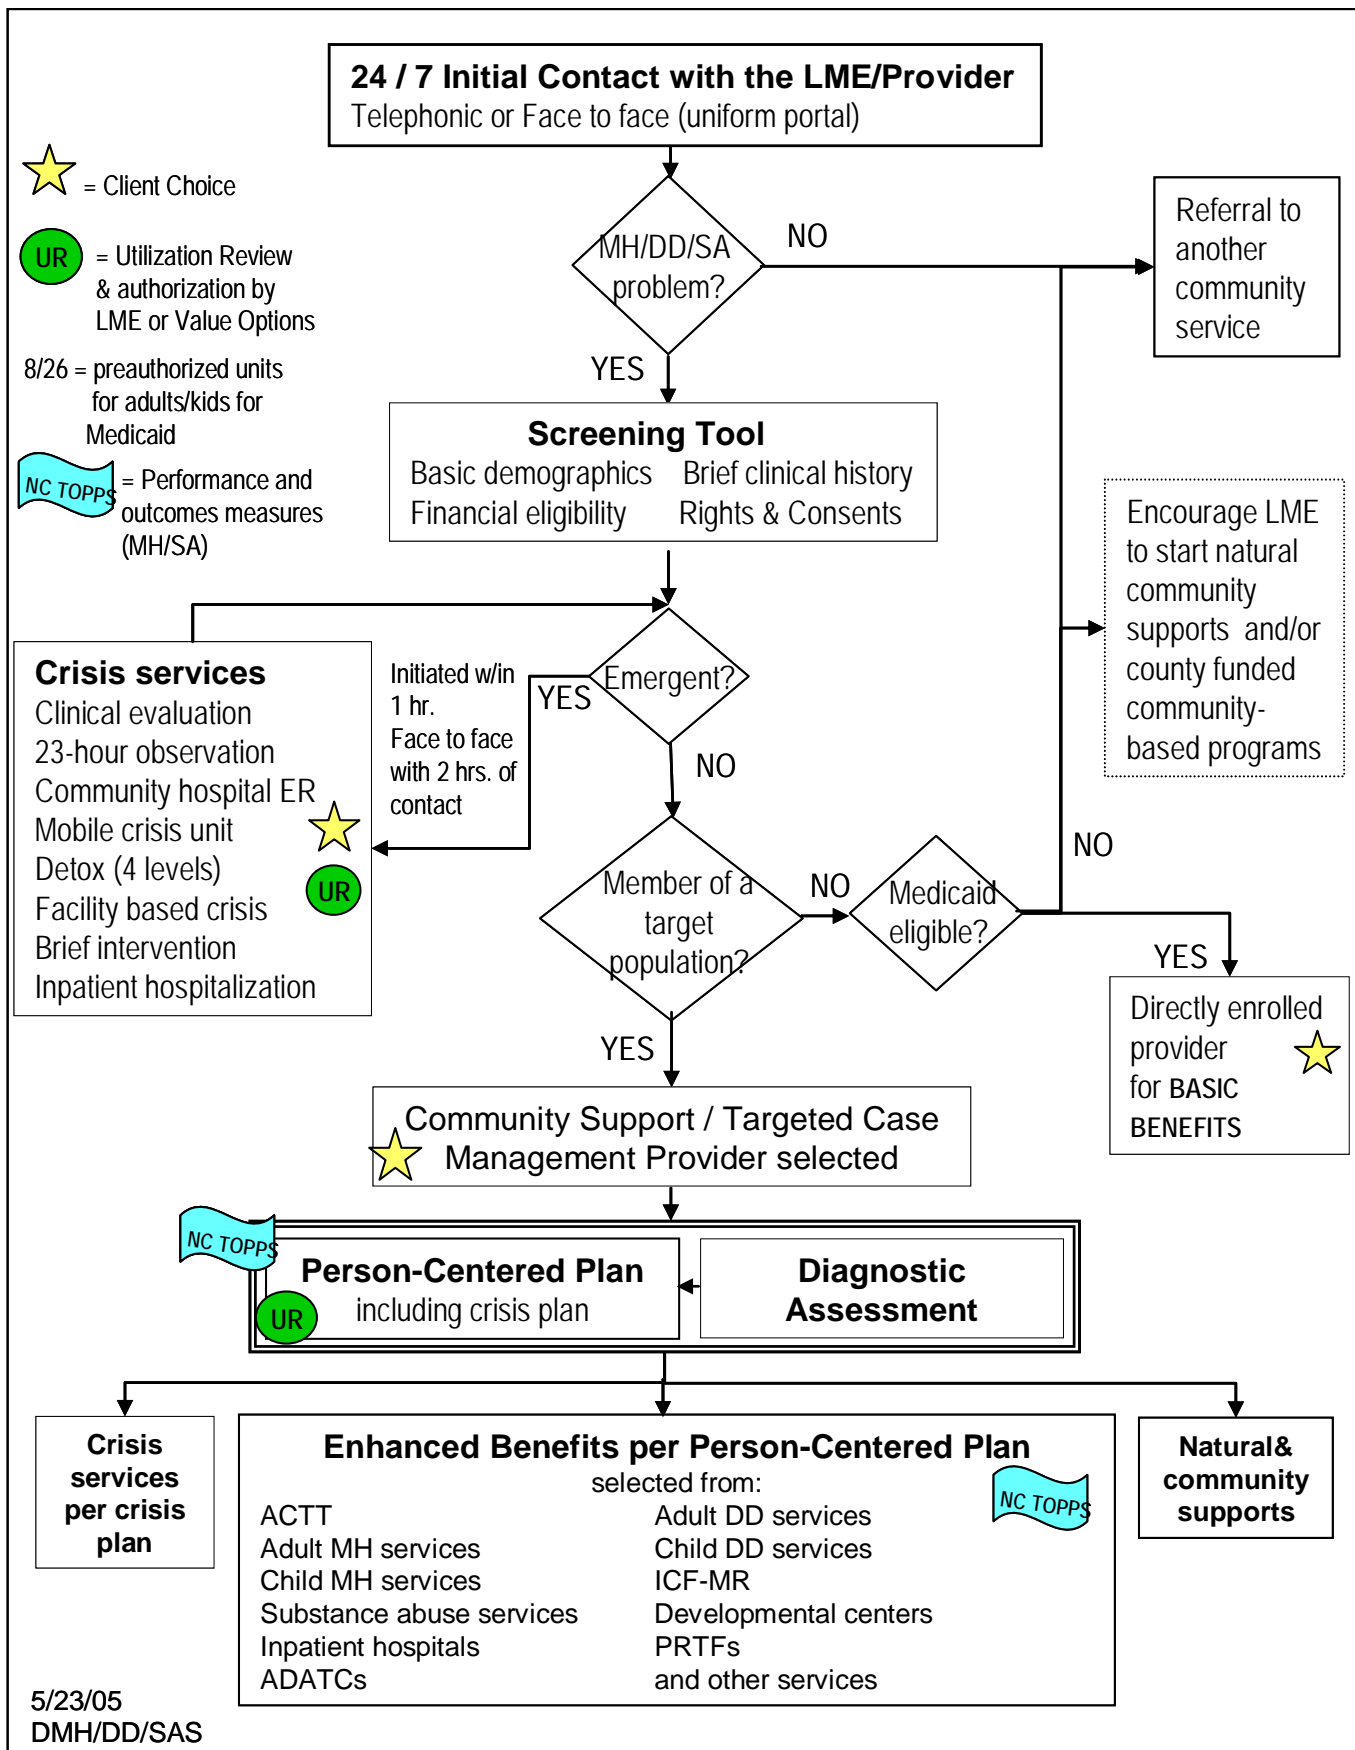 24 / 7 Initial Contact with the LME/Provider
Telephonic or Face to face (uniform portal)
= Client Choice
UR
= Utilization Review
& authorization by
LME or Value Options
8/26 = preauthorized units
for adults/kids for
Medicaid
NC TOPPS
= Performance and
outcomes measures
(MH/SA)
MH/DD/SA
problem?
NO
Referral to
another
community
service
YES
Screening Tool
Basic demographics Brief clinical history
Financial eligibility Rights & Consents
Encourage LME
to start natural
community
supports and/or
county funded
community-
based programs
Emergent?
YES
Initiated w/in
1 hr.
Face to face
with 2 hrs. of
contact
NO
Crisis services
Clinical evaluation
23-hour observation
Community hospital ER
Mobile crisis unit
Detox (4 levels)
Facility based crisis
Brief intervention
Inpatient hospitalization
UR
Member of a
target
population?
NO
Medicaid
eligible?
NO
YES
Directly enrolled
provider
for BASIC
BENEFITS
YES
Community Support / Targeted Case
Management Provider selected
NC TOPPS
Person-Centered Plan
including crisis plan
UR
Diagnostic
Assessment
Crisis
services
per crisis
plan
Enhanced Benefits per Person-Centered Plan
selected from:
NC TOPPS
ACTT
Adult MH services
Child MH services
Substance abuse services
Inpatient hospitals
ADATCs
Adult DD services
Child DD services
ICF-MR
Developmental centers
PRTFs
and other services
Natural&
community
supports
5/23/05
DMH/DD/SAS